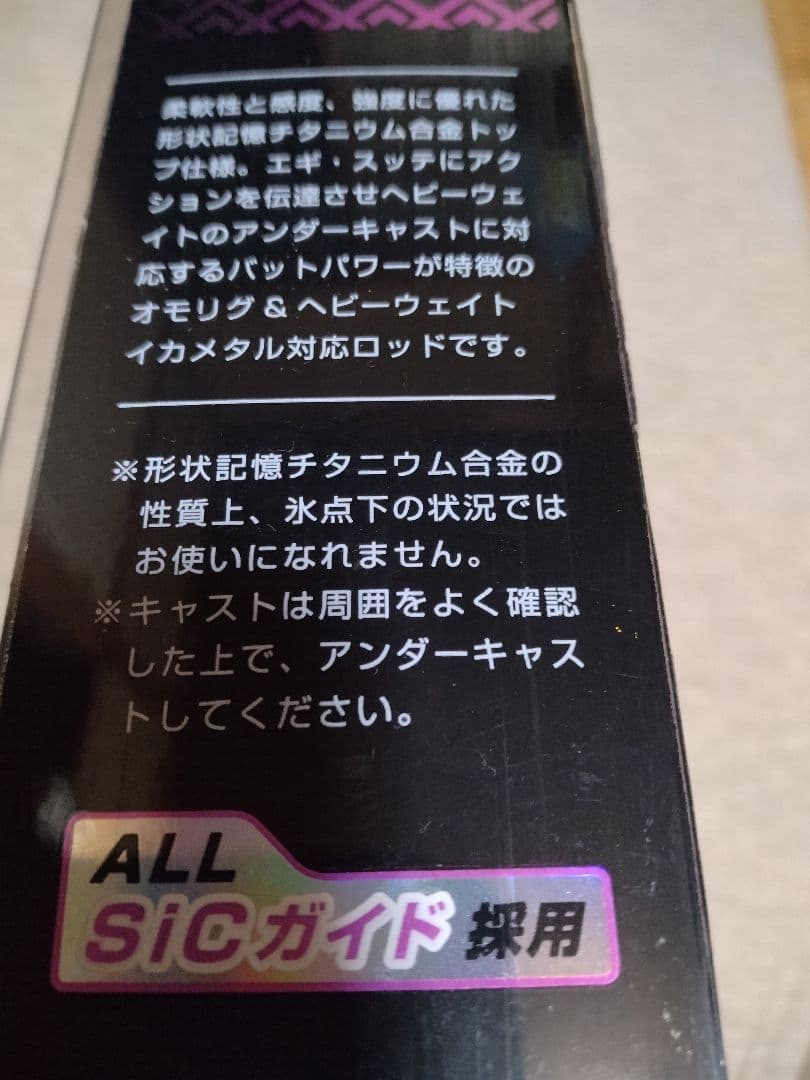 柔軟性と感度、強度に優れた
形状記憶チタニウム合金トッ
プ仕様。エギ・スッテにアク
ションを伝達させヘビーウェ
イトのアンダーキャストに対
応するバットパワーが特徴の
オモリグ&ヘビーウェイト
イカメタル対応ロッドです。
※形状記憶チタニウム合金の
性質上、氷点下の状況では
お使いになれません。
※キャストは周囲をよく確認
した上で、アンダーキャス
トしてください。
ALL
SiCガイド採用